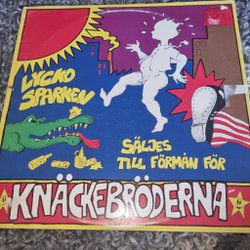 LYCKO
SPARKEN
SÄLJES
TILL FÖRMÅN FÖR
KNÄCKEBRÖDERNA